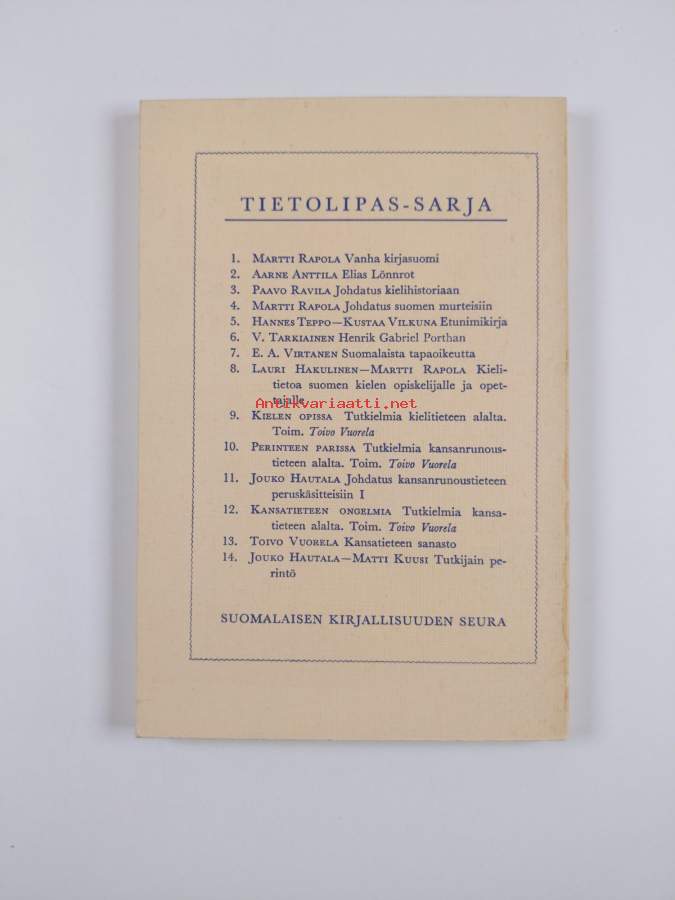 TIETOLIPAS-SARJA
1. MARTTI RAPOLA Vanha kirjasuomi
2. AARNE ANTTILA Elias Lönnrot
3. PAAVO RAVILA Johdatus kielihistoriaan
4. MARTTI RAPOLA Johdatus suomen murteisiin
5. HANNES TEPPO—KUSTAA VILKUNA Etunimikirja
6. V. TARKIAINEN Henrik Gabriel Porthan
7. E. A. VIRTANEN Suomalaista tapaoikeutta
8. LAURI HAKULINEN—MARTTI RAPOLA Kieli-
tietoa suomen kielen opiskelijalle ja opet-
tajalle
Antikvariaatti.net
9. KIELEN OPISSA Tutkielmia kielitieteen alalta.
Toim. Toivo Vuorela
10. PERINTEEN PARISSA Tutkielmia kansanrunous-
tieteen alalta. Toim. Toivo Vuorela
11. JOUKO HAUTALA Johdatus kansanrunoustieteen
peruskäsitteisiin I
12. KANSATIETEEN ONGELMIA Tutkielmia kansa-
tieteen alalta. Toim. Toivo Vuorela
13. TOIVO VUORELA Kansatieteen sanasto
14. JOUKO HAUTALA—MATTI KUUSI Tutkijain pe-
rintö
SUOMALAISEN KIRJALLISUUDEN SEURA